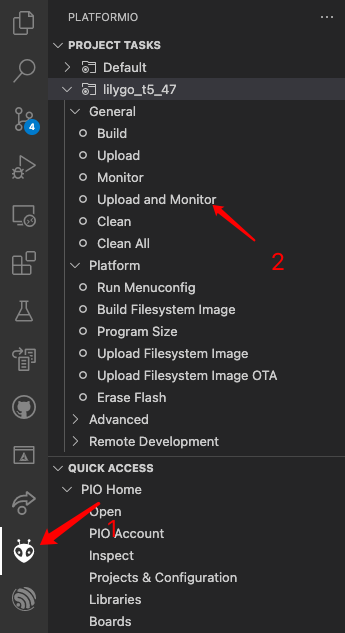 PLATFORMIO
PROJECT TASKS
Default
lilygo_t5_47
General
Build
Upload
4
Monitor
Upload and Monitor
Clean
2
Clean All
Platform
Run Menuconfig
Build Filesystem Image
Program Size
Upload Filesystem Image
Upload Filesystem Image OTA
Erase Flash
Advanced
Remote Development
QUICK ACCESS
PIO Home
Open
1
PIO Account
Inspect
Projects & Configuration
Libraries
Boards